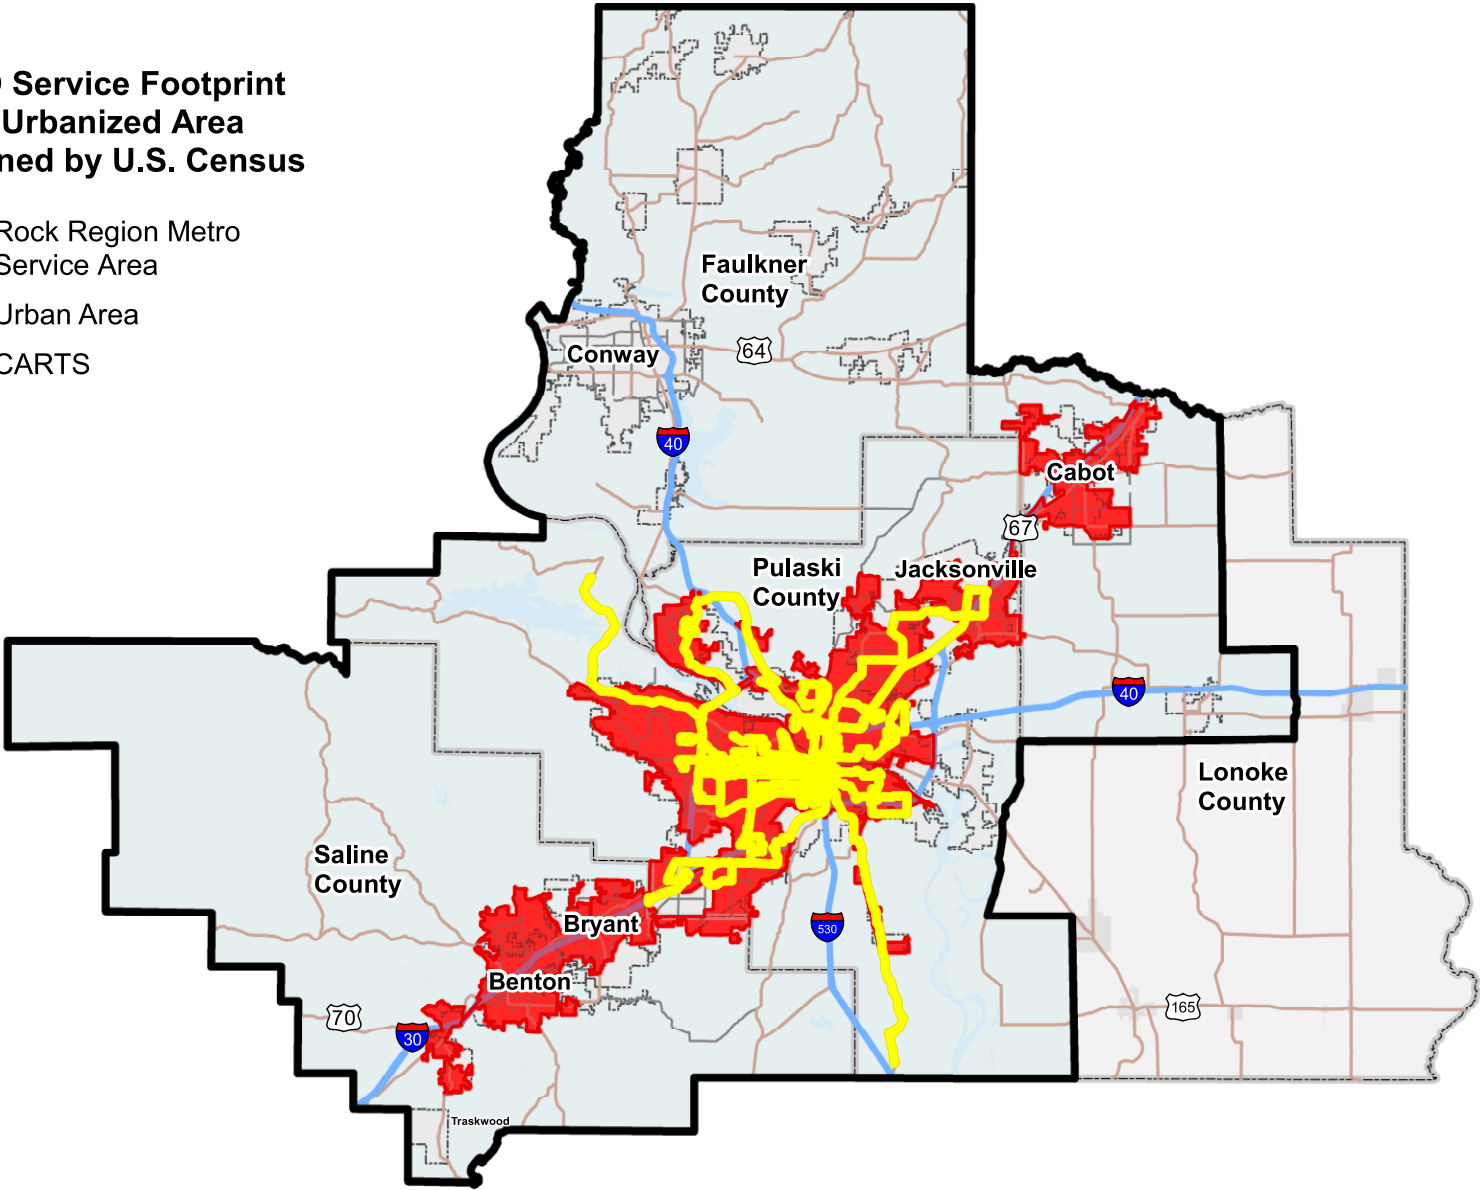 Service Footprint
Urbanized Area
ned by U.S. Census
Rock Region Metro
Service Area
Urban Area
CARTS
Faulkner
County
Conway
64
40
Cabot
67
Pulaski
County
Jacksonville
40
Lonoke
County
Saline
County
Bryant
530
Benton
70
30
165
Traskwood